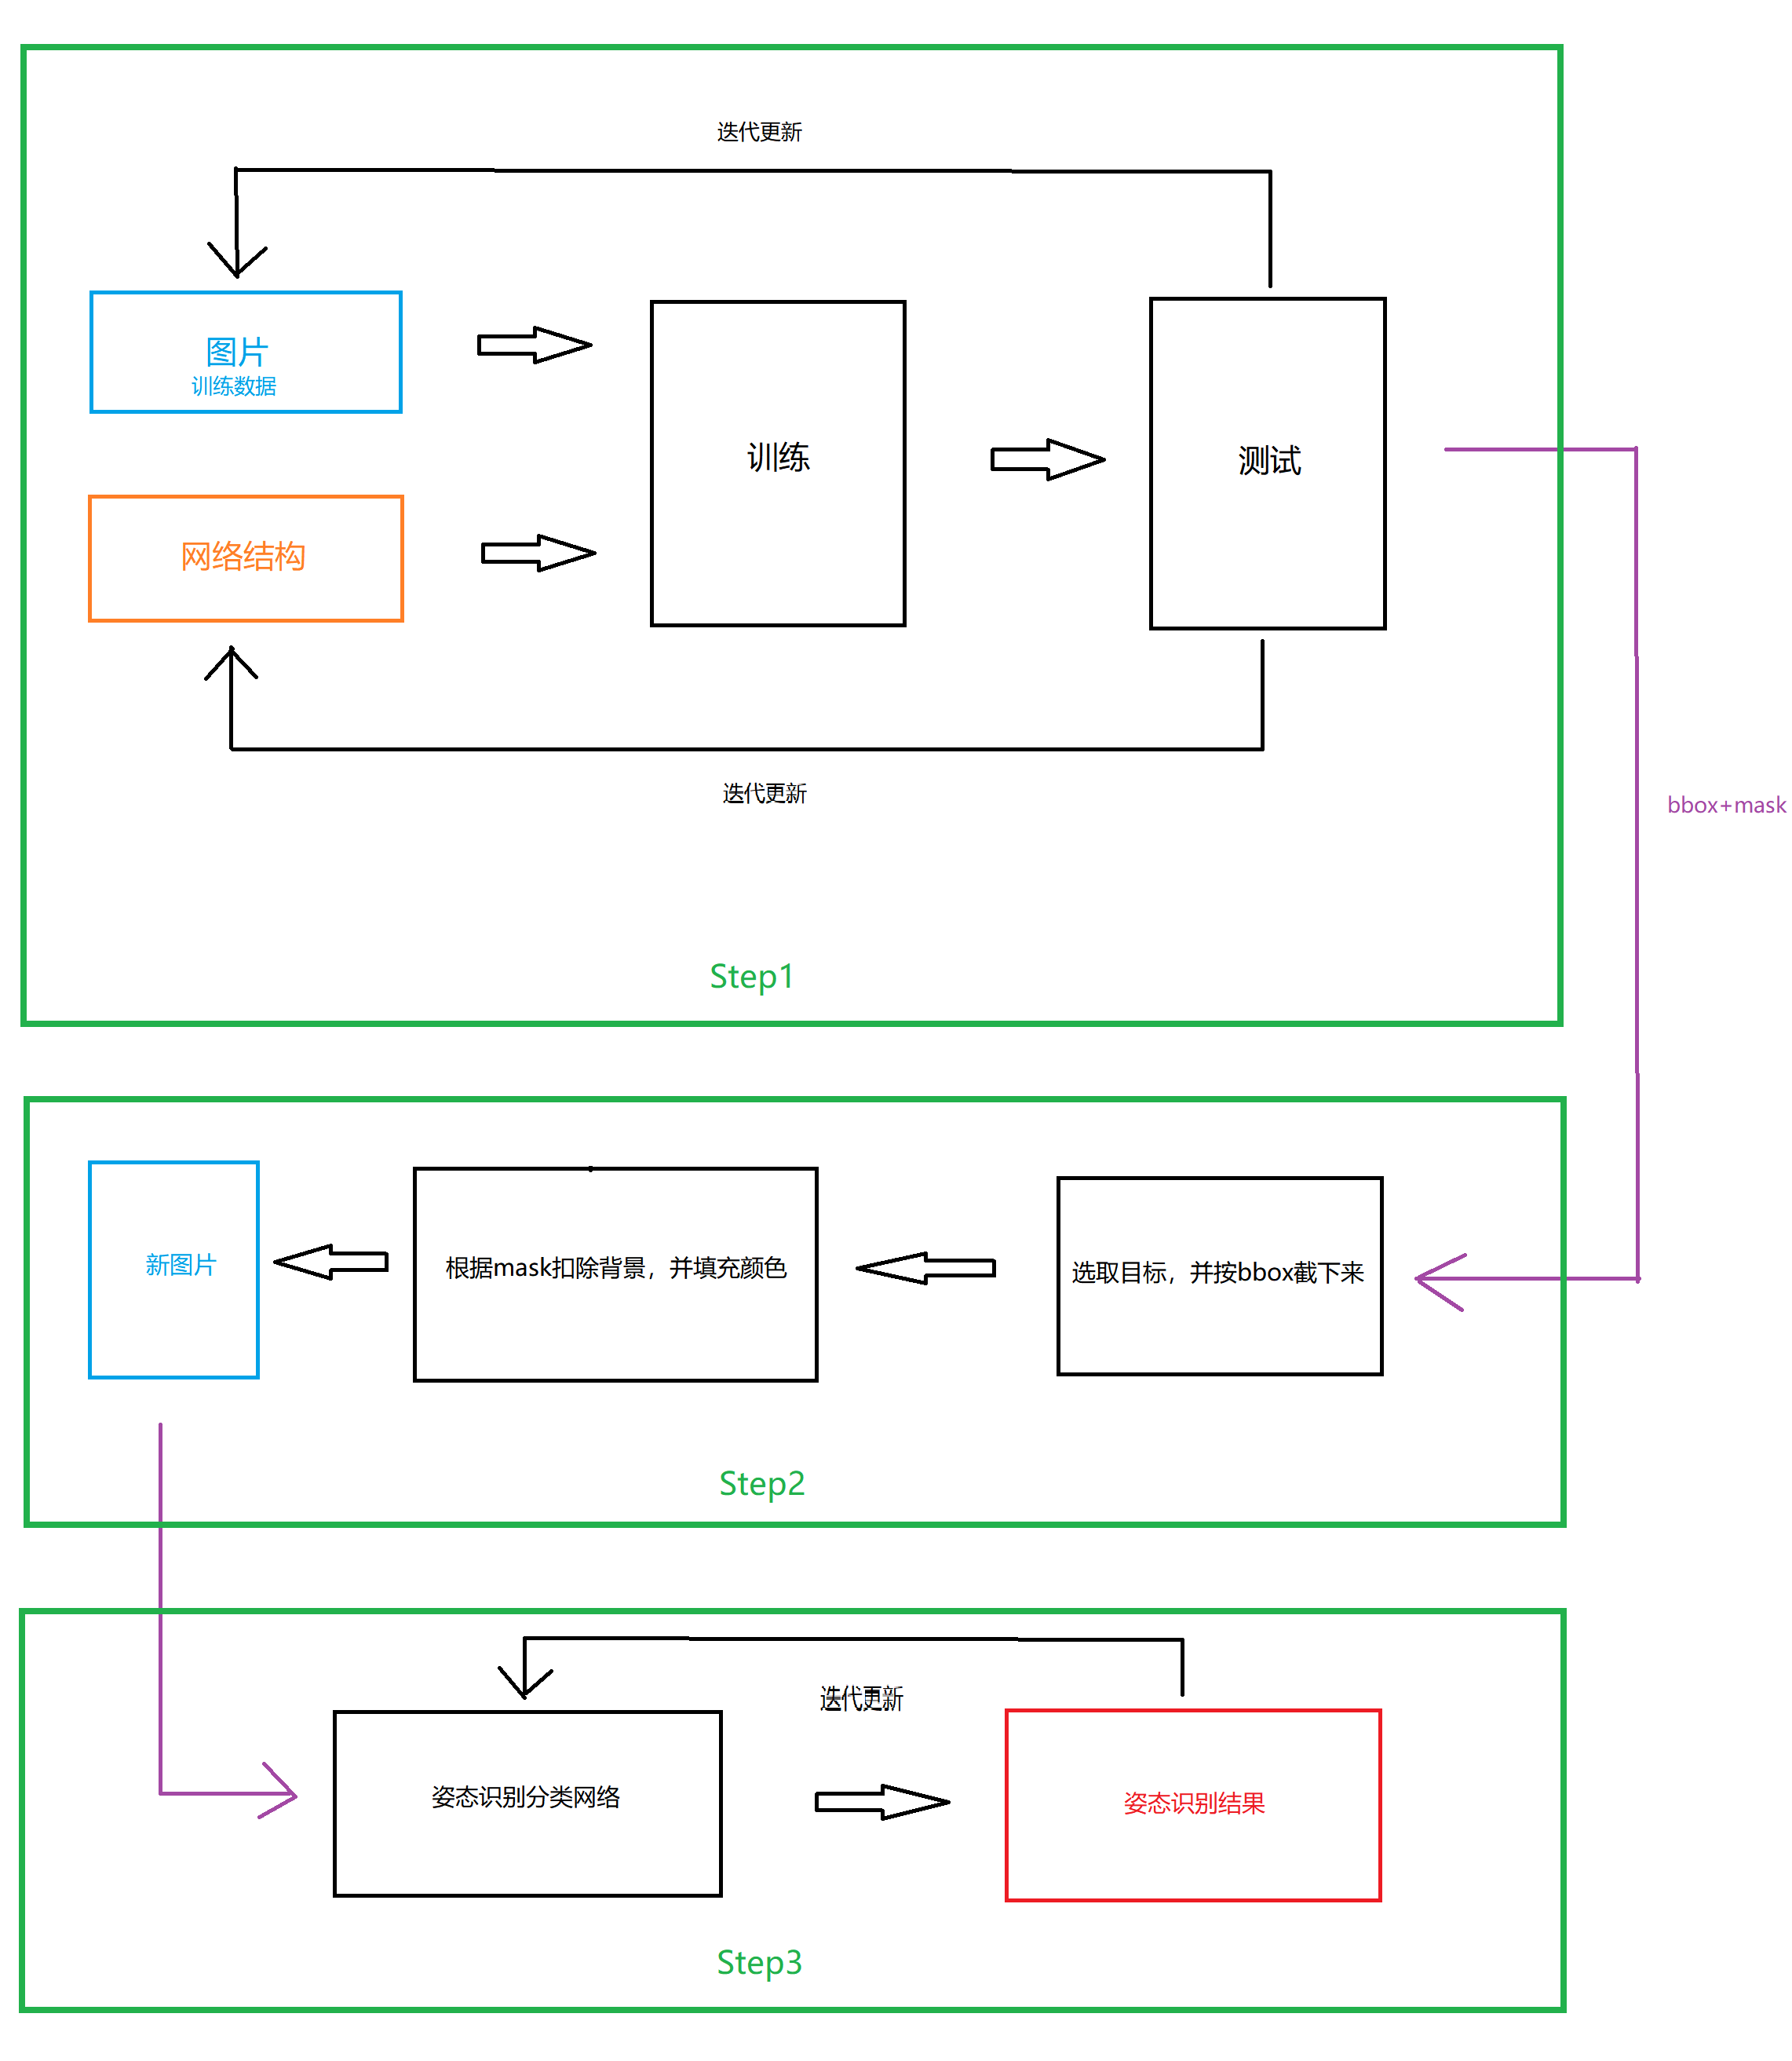 迭代更新
图片
训练数据
训练
测试
网络结构
迭代更新
bbox+mask
Step1
新图片
根据mask扣除背景，并填充颜色
选取目标，并按bbox截下来
Step2
迭代更新
姿态识别分类网络
姿态识别结果
Step3